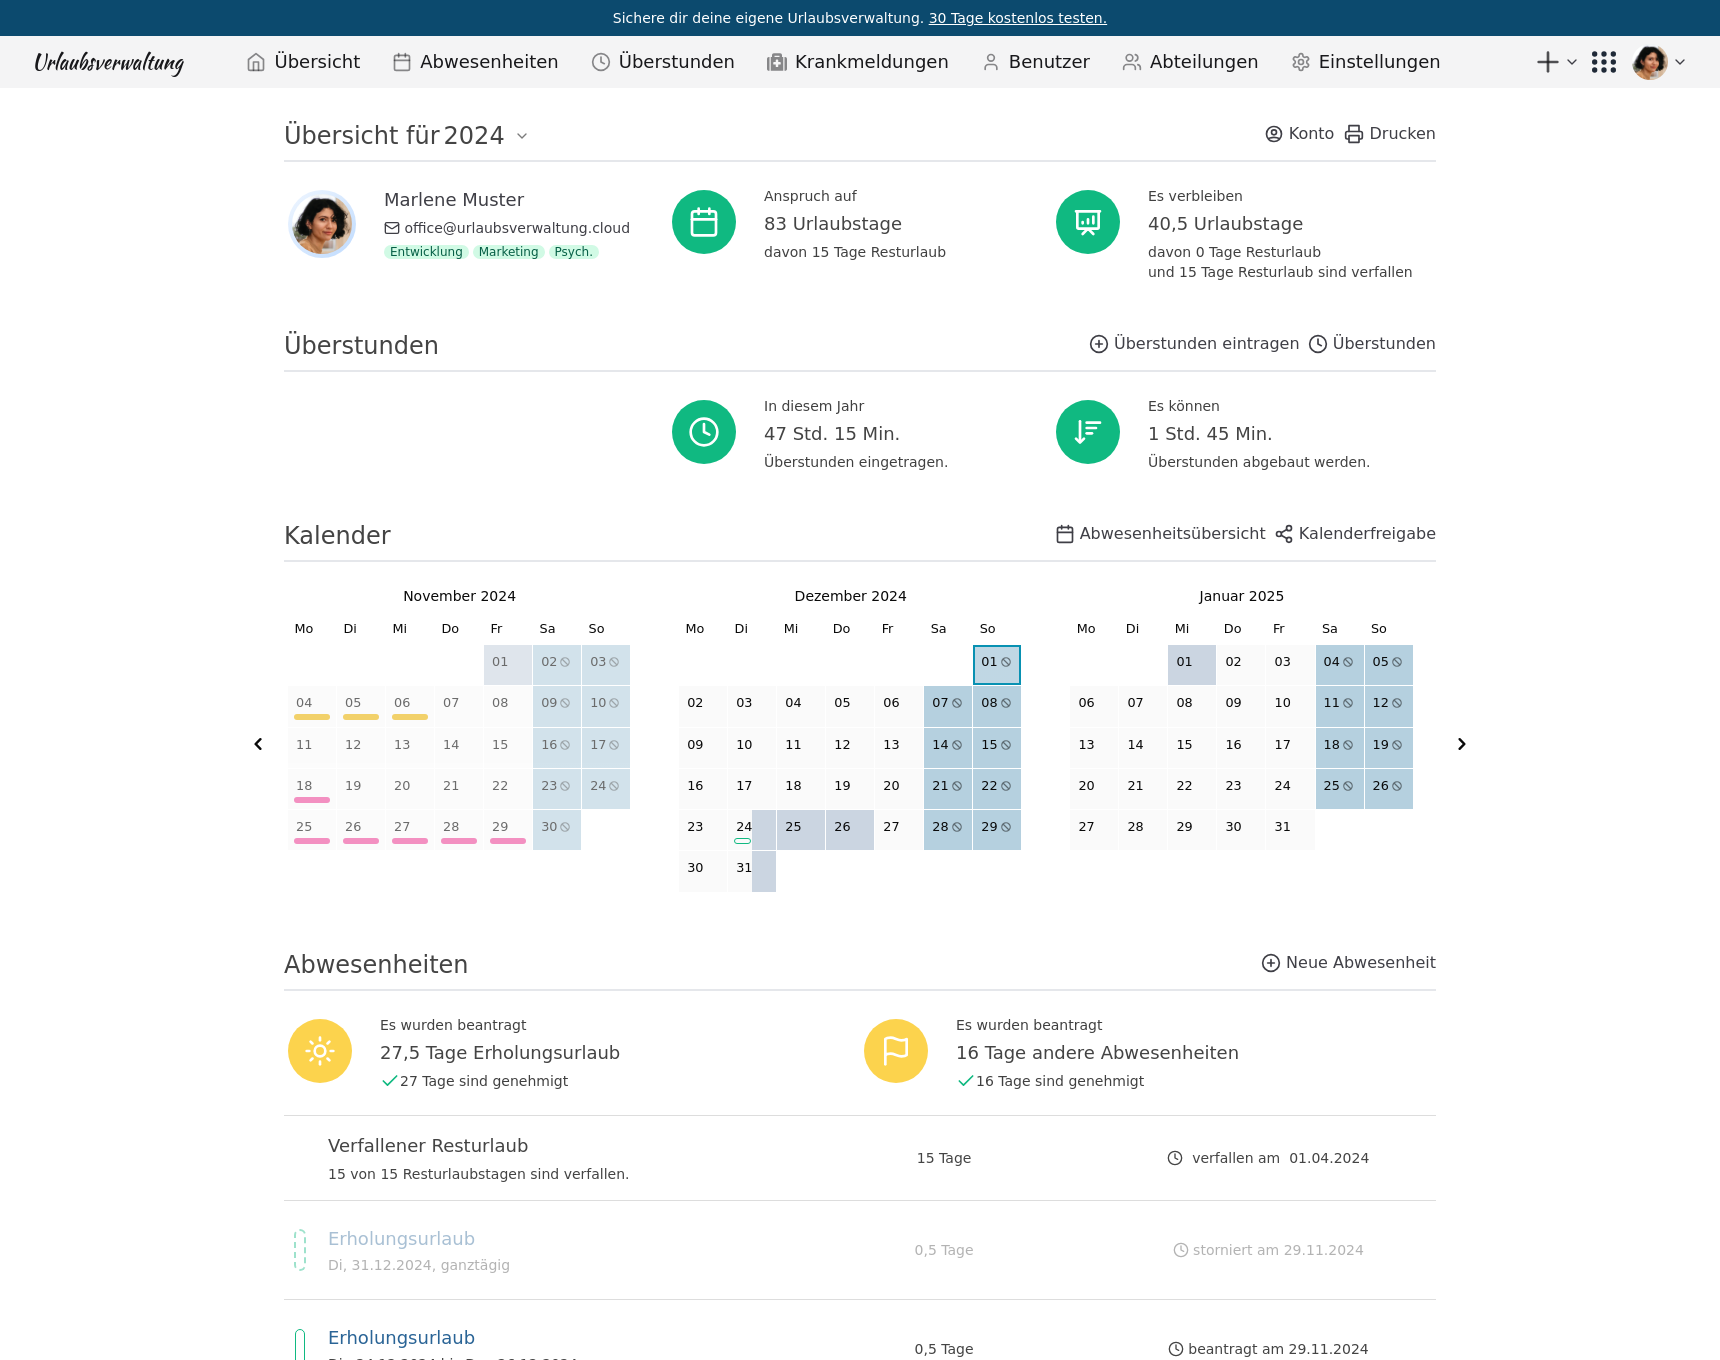 Sichere dir deine eigene Urlaubsverwaltung. 30 Tage kostenlos testen.
Urlaubsverwaltung Übersicht Abwesenheiten Überstunden Krankmeldungen Benutzer Abteilungen Einstellungen
Übersicht für 2024 Konto Drucken
Marlene Muster
office@urlaubsverwaltung.cloud
Entwicklung Marketing Psych.
Anspruch auf
83 Urlaubstage
davon 15 Tage Resturlaub
Es verbleiben
40,5 Urlaubstage
davon 0 Tage Resturlaub
und 15 Tage Resturlaub sind verfallen
Überstunden Überstunden eintragen Überstunden
In diesem Jahr
47 Std. 15 Min.
Überstunden eingetragen.
Es können
1 Std. 45 Min.
Überstunden abgebaut werden.
Kalender Abwesenheitsübersicht Kalenderfreigabe
November 2024
Mo Di Mi Do Fr Sa So
01 02 03
04 05 06 07 08 09 10
11 12 13 14 15 16 17
18 19 20 21 22 23 24
25 26 27 28 29 30
Dezember 2024
Mo Di Mi Do Fr Sa So
01
02 03 04 05 06 07 08
09 10 11 12 13 14 15
16 17 18 19 20 21 22
23 24 25 26 27 28 29
30 31
Januar 2025
Mo Di Mi Do Fr Sa So
01 02 03 04 05
06 07 08 09 10 11 12
13 14 15 16 17 18 19
20 21 22 23 24 25 26
27 28 29 30 31
Abwesenheiten Neue Abwesenheit
Es wurden beantragt
27,5 Tage Erholungsurlaub
27 Tage sind genehmigt
Es wurden beantragt
16 Tage andere Abwesenheiten
16 Tage sind genehmigt
Verfallener Resturlaub
15 von 15 Resturlaubstagen sind verfallen.
15 Tage
verfallen am 01.04.2024
Erholungsurlaub
Di, 31.12.2024, ganztägig
0,5 Tage
storniert am 29.11.2024
Erholungsurlaub
0,5 Tage
beantragt am 29.11.2024